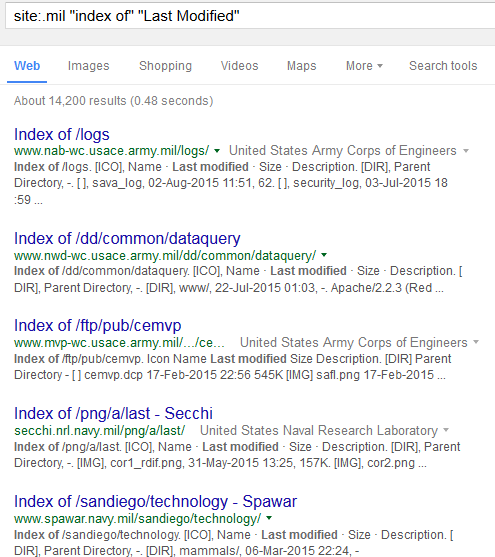 site:.mil "index of" "Last Modified"
Web Images Shopping Videos Maps More Search tools
About 14,200 results (0.48 seconds)
Index of /logs
www.nab-wc.usace.army.mil/logs/ United States Army Corps of Engineers
Index of /logs. [ICO], Name · Last modified · Size · Description. [DIR], Parent
Directory, -. [ ], sava_log, 02-Aug-2015 11:51, 62. [ ], security_log, 03-Jul-2015 18
:59 ...
Index of /dd/common/dataquery
www.nwd-wc.usace.army.mil/dd/common/dataquery/
Index of /dd/common/dataquery. [ICO], Name · Last modified · Size · Description. [
DIR], Parent Directory, -. [DIR], www/, 22-Jul-2015 01:03, -. Apache/2.2.3 (Red ...
Index of /ftp/pub/cemvp
www.mvp-wc.usace.army.mil/.../ce... United States Army Corps of Engineers
Index of /ftp/pub/cemvp. Icon Name Last modified Size Description. [DIR] Parent
Directory - [ ] cemvp.dcp 17-Feb-2015 22:56 545K [IMG] safl.png 17-Feb-2015 ...
Index of /png/a/last - Secchi
secchi.nrl.navy.mil/png/a/last/ United States Naval Research Laboratory
Index of /png/a/last. [ICO], Name · Last modified · Size · Description. [DIR], Parent
Directory, -. [IMG], cor1_rdif.png, 31-May-2015 13:25, 157K. [IMG], cor2.png ...
Index of /sandiego/technology - Spawar
www.spawar.navy.mil/sandiego/technology/
Index of /sandiego/technology. [ICO], Name · Last modified · Size · Description.
[DIR], Parent Directory, -. [DIR], mammals/, 06-Mar-2015 22:24, -